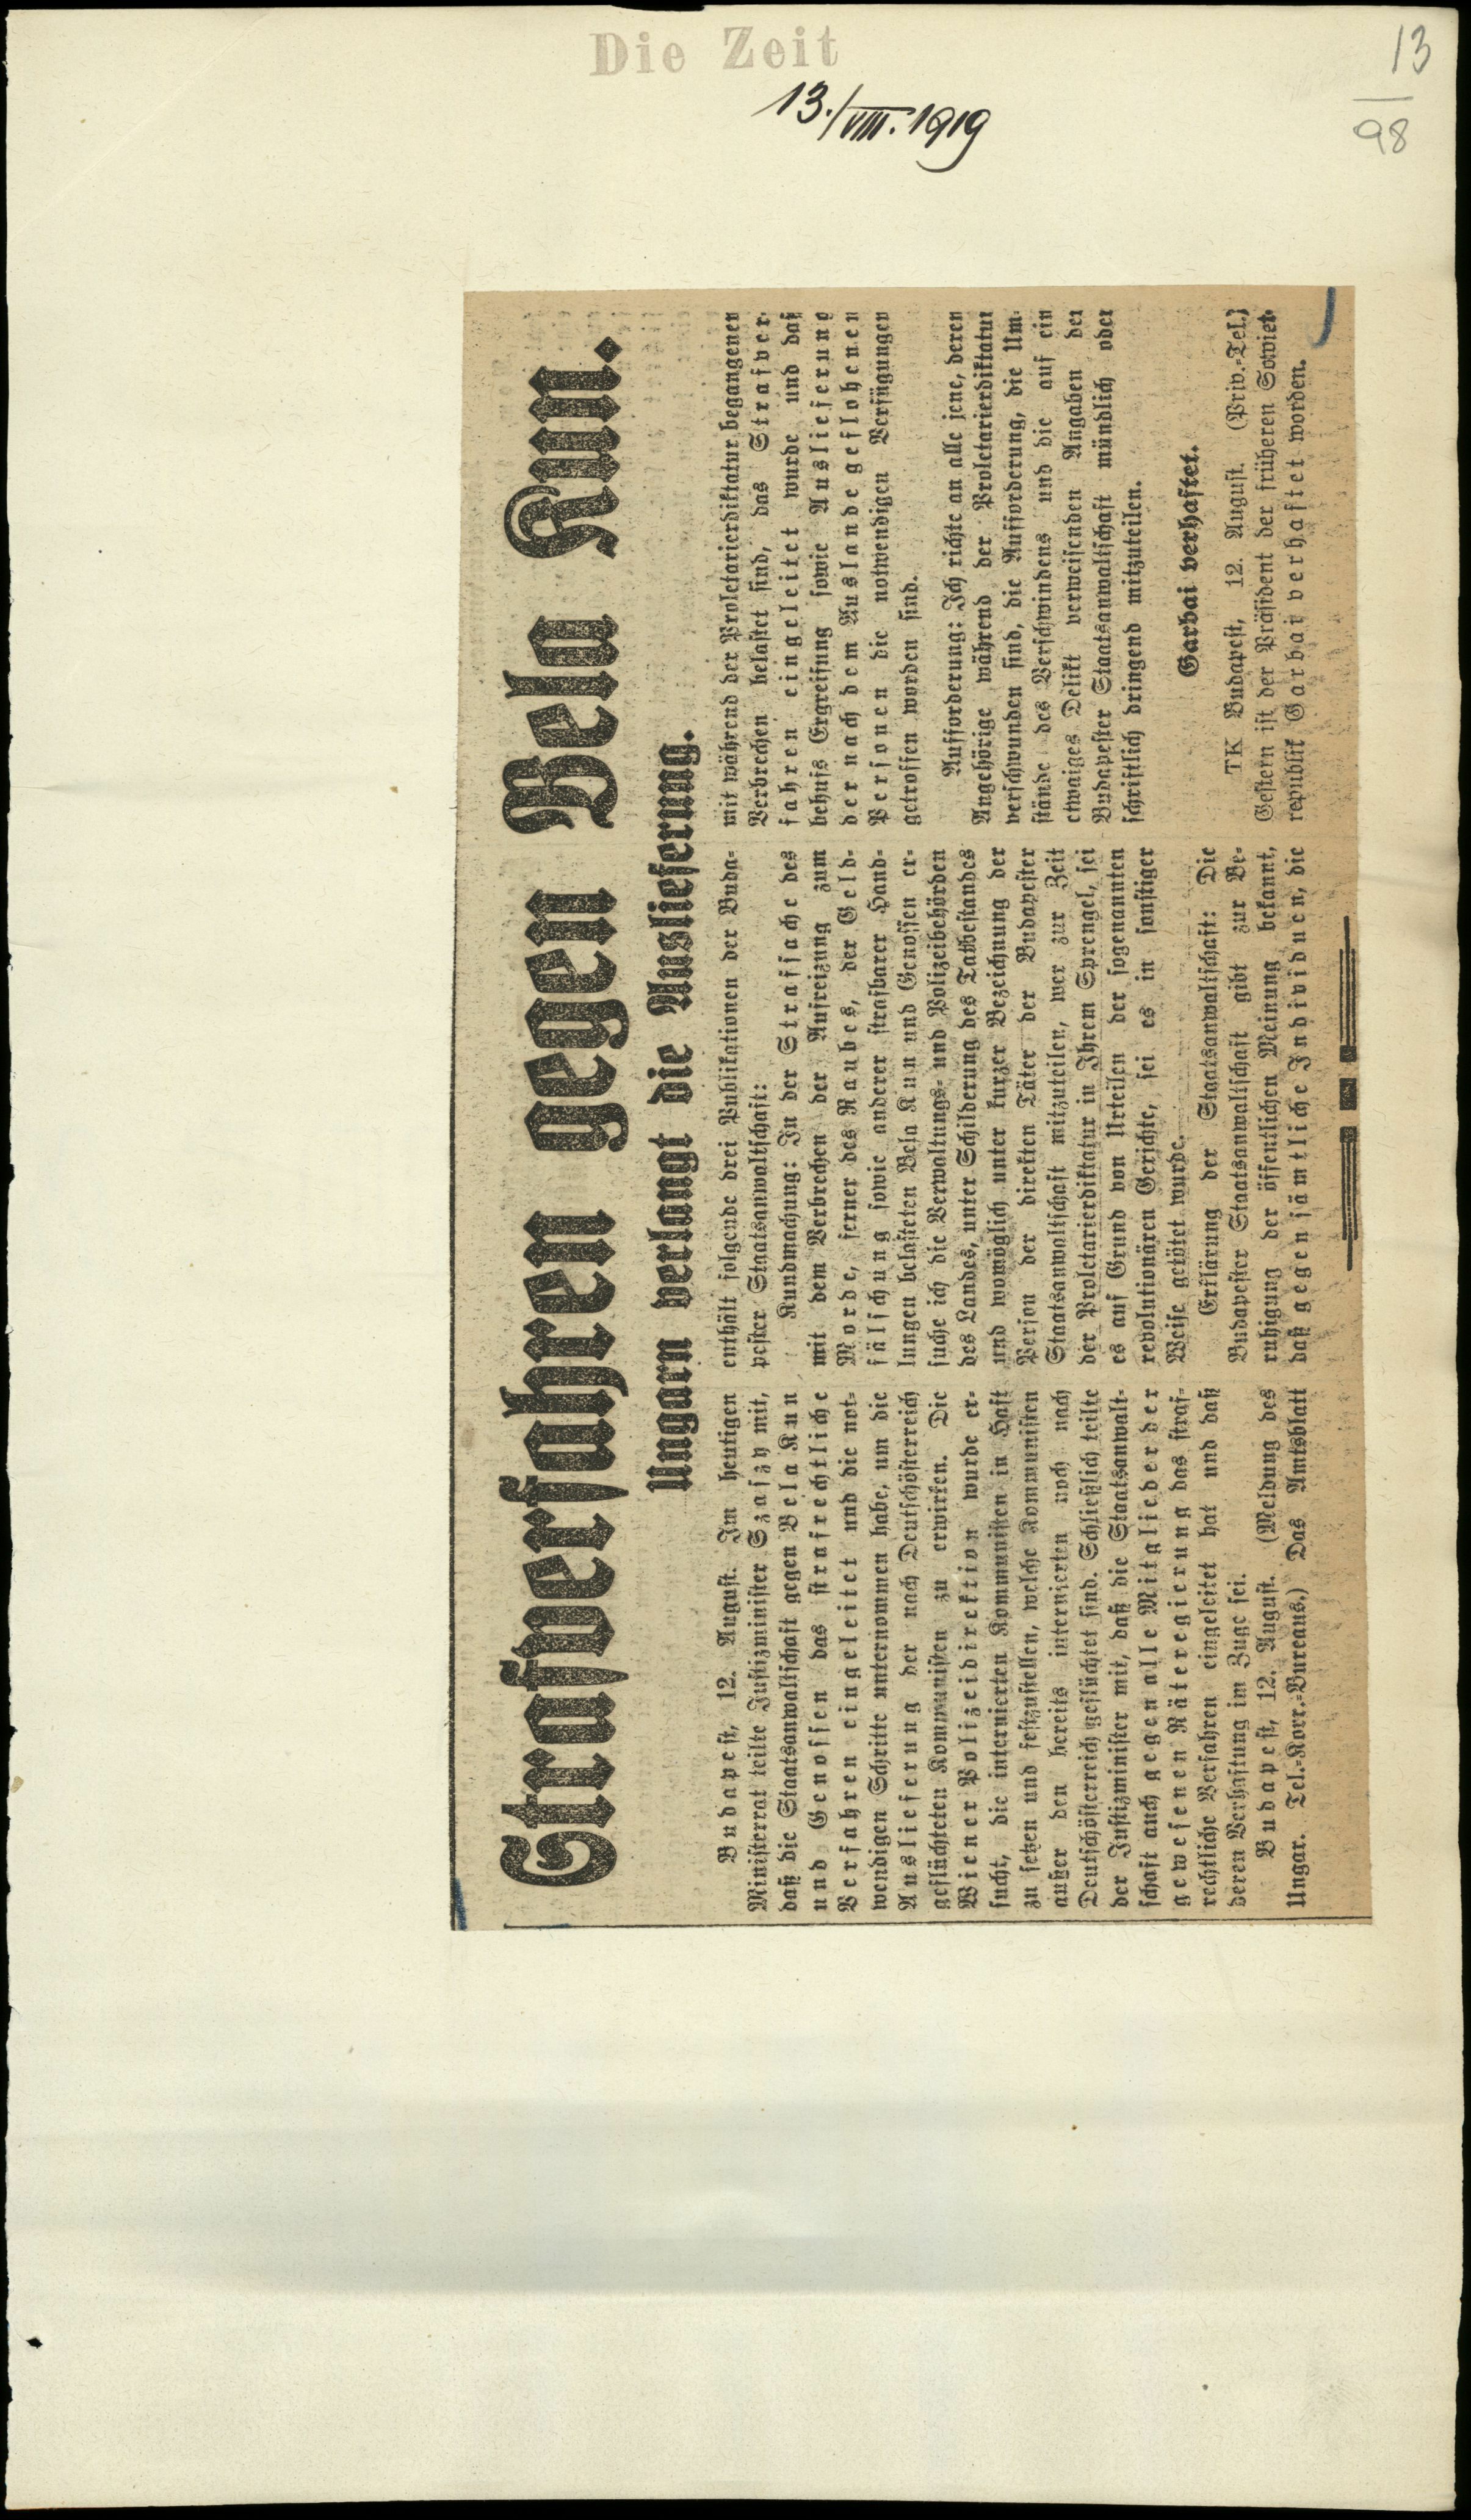 Die Zeit
13./VIII. 1919
13
98
Strafverfahren gegen Bela Kun.
Ungarn verlangt die Auslieferung.
Budapest, 12. August. Im heutigen
Ministerrat teilte Justizminister Szaszy mit,
daß die Staatsanwaltschaft gegen Bela Kun
und Genossen das strafrechtliche
Verfahren eingeleitet und die not-
wendigen Schritte unternommen habe, um die
Auslieferung der nach Deutschösterreich
geflüchteten Kommunisten zu erwirken. Die
Wiener Polizeidirektion wurde er-
sucht, die internierten Kommunisten in Haft
zu setzen und festzustellen, welche Kommunisten
außer den bereits internierten noch nach
Deutschösterreich geflüchtet sind. Schließlich teilte
der Justizminister mit, daß die Staatsanwalt-
schaft auch gegen alle Mitglieder der
gewesenen Räteregierung das straf-
rechtliche Verfahren eingeleitet hat und daß
deren Verhaftung im Zuge sei.
Budapest, 12. August. (Meldung des
Ungar. Tel.-Korr.-Bureaus.) Das Amtsblatt
enthält folgende drei Publikationen der Buda-
pester Staatsanwaltschaft:
Kundmachung: In der Strafsache des
mit dem Verbrechen der Aufreizung zum
Morde, ferner des Raubes, der Geld-
fälschung sowie anderer strafbarer Hand-
lungen belasteten Bela Kun und Genossen er-
suche ich die Verwaltungs- und Polizeibehörden
des Landes, unter Schilderung des Tatbestandes
und womöglich unter kurzer Bezeichnung der
Person der direkten Täter der Budapester
Staatsanwaltschaft mitzuteilen, wer zur Zeit
der Proletarierdiktatur in Ihrem Sprengel, sei
es auf Grund von Urteilen der sogenannten
revolutionären Gerichte, sei es in sonstiger
Weise getötet wurde.
Erklärung der Staatsanwaltschaft: Die
Budapester Staatsanwaltschaft gibt zur Be-
ruhigung der öffentlichen Meinung bekannt,
daß gegen sämtliche Individuen, die
mit während der Proletarierdiktatur begangenen
Verbrechen belastet sind, das Strafver-
fahren eingeleitet wurde und daß
behufs Ergreifung sowie Auslieferung
der nach dem Auslande geflohenen
Personen die notwendigen Verfügungen
getroffen worden sind.
Aufforderung: Ich richte an alle jene, deren
Angehörige während der Proletarierdiktatur
verschwunden sind, die Aufforderung, die Um-
stände des Verschwindens und die auf ein
etwaiges Delikt verweisenden Angaben der
Budapester Staatsanwaltschaft mündlich oder
schriftlich dringend mitzuteilen.
Garbai verhaftet.
TK Budapest, 12. August. (Priv.-Tel.)
Gestern ist der Präsident der früheren Sowiet-
republik Garbai verhaftet worden.